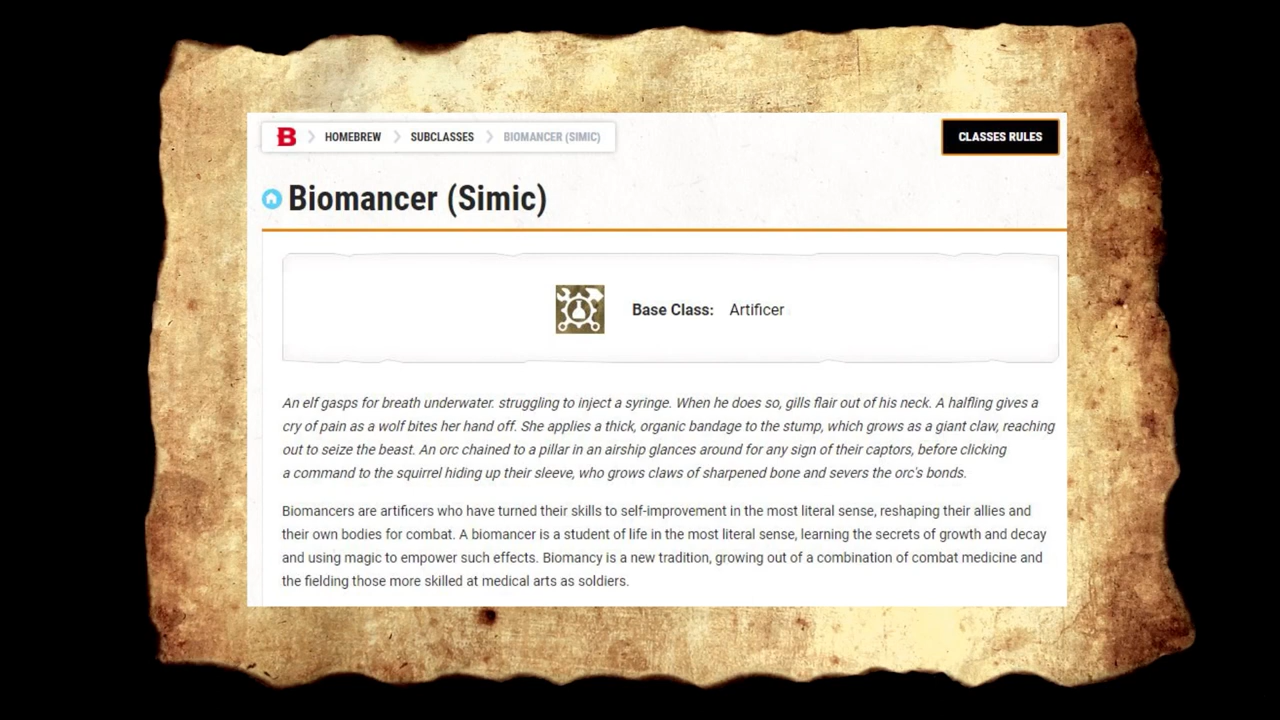 B HOMEBREW SUBCLASSES BIOMANCER (SIMIC) CLASSES RULES
Biomancer (Simic)
Base Class: Artificer
An elf gasps for breath underwater. struggling to inject a syringe. When he does so, gills flair out of his neck. A halfling gives a
cry of pain as a wolf bites her hand off. She applies a thick, organic bandage to the stump, which grows as a giant claw, reaching
out to seize the beast. An orc chained to a pillar in an airship glances around for any sign of their captors, before clicking
a command to the squirrel hiding up their sleeve, who grows claws of sharpened bone and severs the orc's bonds.
Biomancers are artificers who have turned their skills to self-improvement in the most literal sense, reshaping their allies and
their own bodies for combat. A biomancer is a student of life in the most literal sense, learning the secrets of growth and decay
and using magic to empower such effects. Biomancy is a new tradition, growing out of a combination of combat medicine and
the fielding those more skilled at medical arts as soldiers.